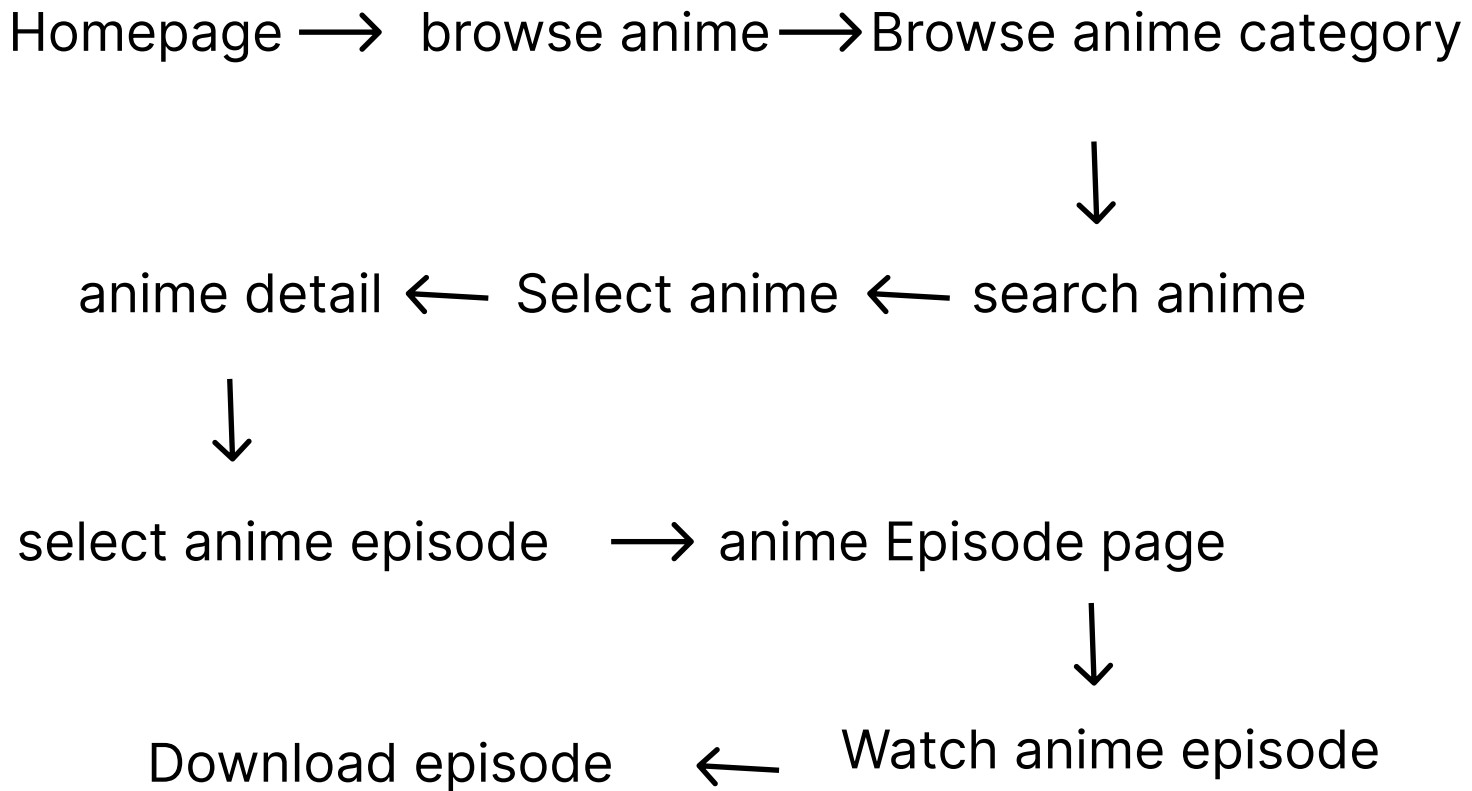 Homepage browse anime Browse anime category
anime detail Select anime search anime
select anime episode anime Episode page
Download episode Watch anime episode